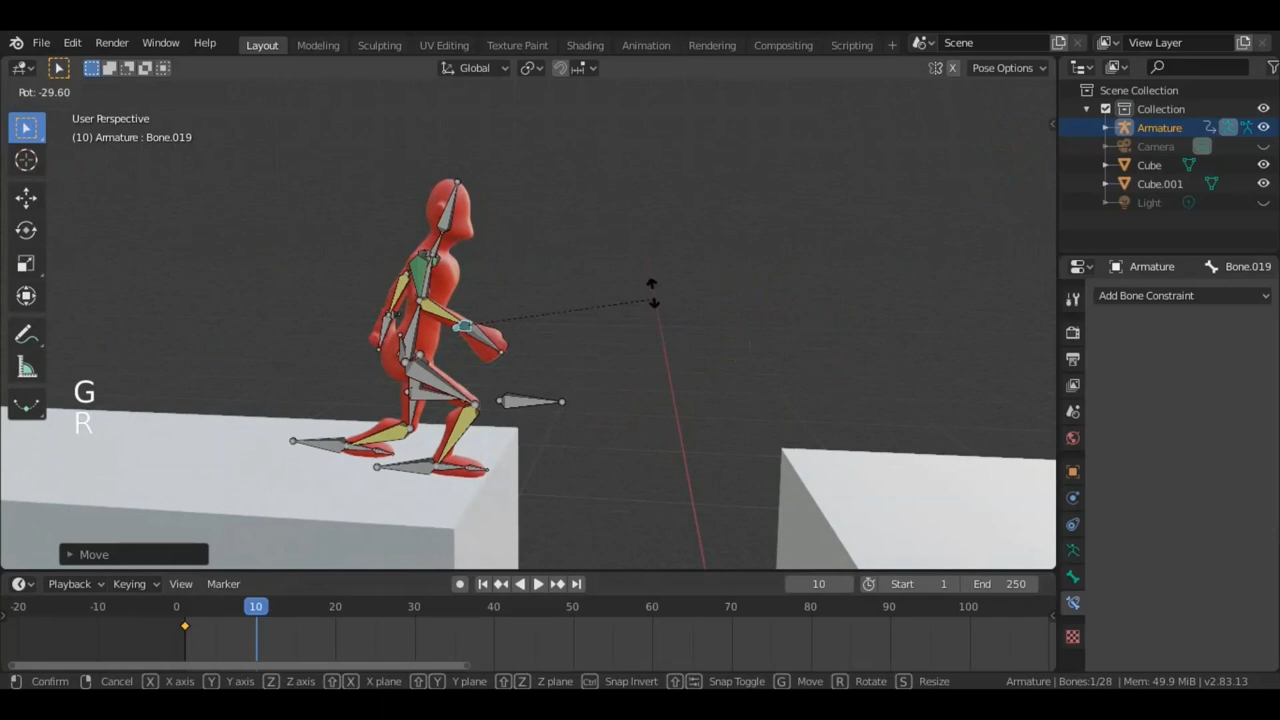 File Edit Render Window Help Layout Modeling Sculpting UV Editing Texture Paint Shading Animation Rendering Compositing Scripting + Scene View Layer
Global X Pose Options
Rot: -29.60
User Perspective
(10) Armature : Bone.019
Scene Collection
Collection
Armature
Camera
Cube
Cube.001
Light
Armature Bone.019
Add Bone Constraint
G
R
Move
Playback Keying View Marker 10 Start 1 End 250
-20 -10 0 10 20 30 40 50 60 70 80 90 100
Confirm Cancel X X axis Y Y axis Z Z axis Ctrl Snap Invert X X plane Y Y plane Z Z plane Snap Toggle G Move R Rotate S Resize Armature | Bones:1/28 | Mem: 49.9 MiB | v2.83.13